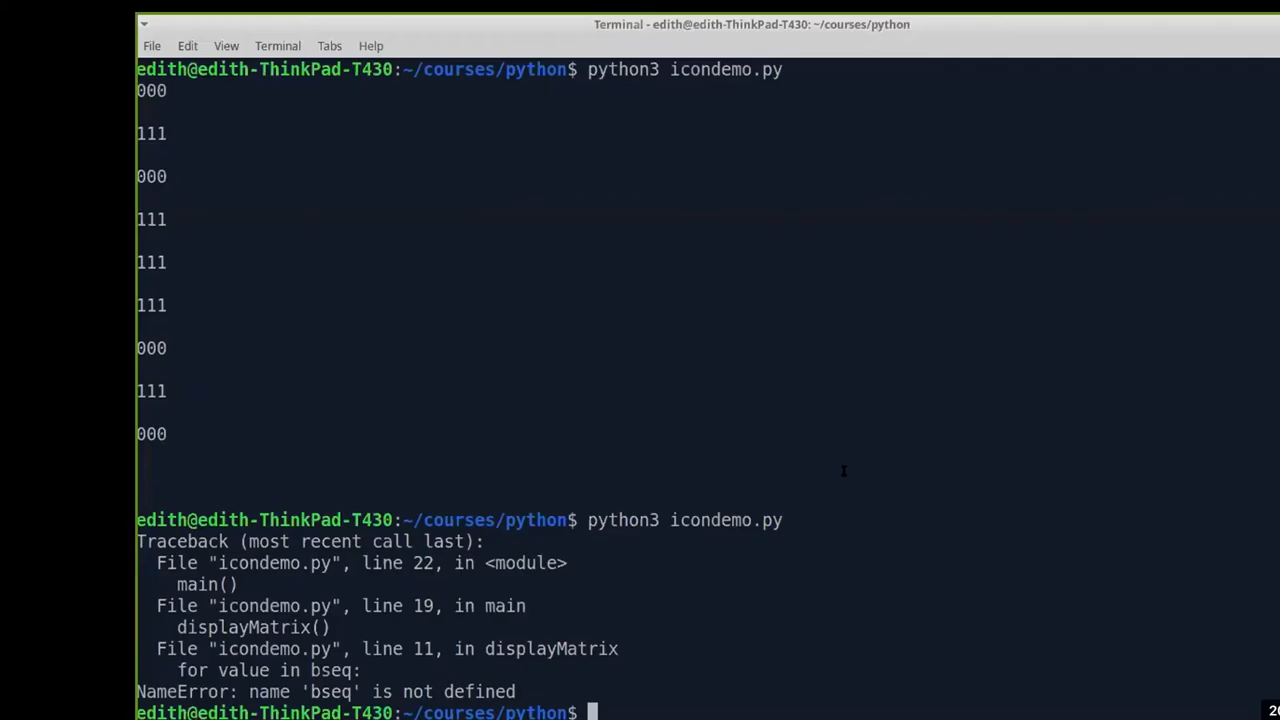 Terminal - edith@edith-ThinkPad-T430: ~/courses/python
File Edit View Terminal Tabs Help
edith@edith-ThinkPad-T430:~/courses/python$ python3 icondemo.py
000
111
000
111
111
111
000
111
000
edith@edith-ThinkPad-T430:~/courses/python$ python3 icondemo.py
Traceback (most recent call last):
  File "icondemo.py", line 22, in <module>
    main()
  File "icondemo.py", line 19, in main
    displayMatrix()
  File "icondemo.py", line 11, in displayMatrix
    for value in bseq:
NameError: name 'bseq' is not defined
edith@edith-ThinkPad-T430:~/courses/python$